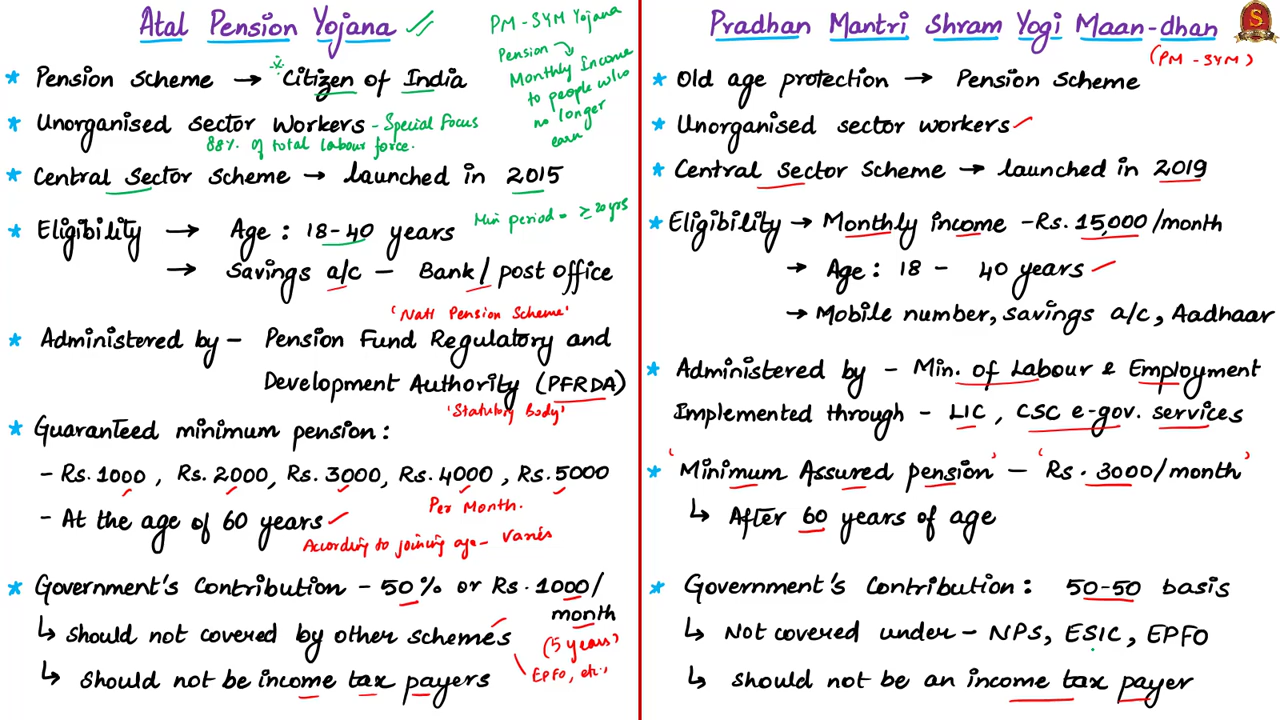 Atal Pension Yojana
PM-SYM Yojana
Pension
Monthly Income
to people who
no longer
earn
* Pension scheme → Citizen of India
* Unorganised sector workers - Special focus
88% of total labour force.
* Central Sector scheme → launched in 2015
Min period = ≥ 20 yrs
* Eligibility → Age : 18-40 years
→ Savings a/c - Bank/post office
'Natl Pension Scheme'
* Administered by - Pension Fund Regulatory and
Development Authority (PFRDA)
'Statutory Body'
* Guaranteed minimum pension :
- Rs. 1000, Rs. 2000, Rs. 3000, Rs. 4000, Rs. 5000
Per Month.
- At the age of 60 years
According to joining age - varies
* Government's contribution - 50% or Rs. 1000/
month
(5 years)
↳ should not covered by other schemes
EPFO, etc.
↳ should not be income tax payers
Pradhan Mantri Shram Yogi Maan-dhan
(PM-SYM)
* Old age protection → Pension scheme
* Unorganised sector workers
* Central Sector Scheme → launched in 2019
* Eligibility → Monthly income - Rs. 15,000/month
→ Age : 18 - 40 years
→ Mobile number, savings a/c, Aadhaar
* Administered by - Min. of Labour & Employment
Implemented through - LIC, CSC e-gov. services
* 'Minimum Assured pension' - 'Rs. 3000/month'
↳ After 60 years of age
* Government's contribution : 50-50 basis
↳ Not covered under - NPS, ESIC, EPFO
↳ should not be an income tax payer